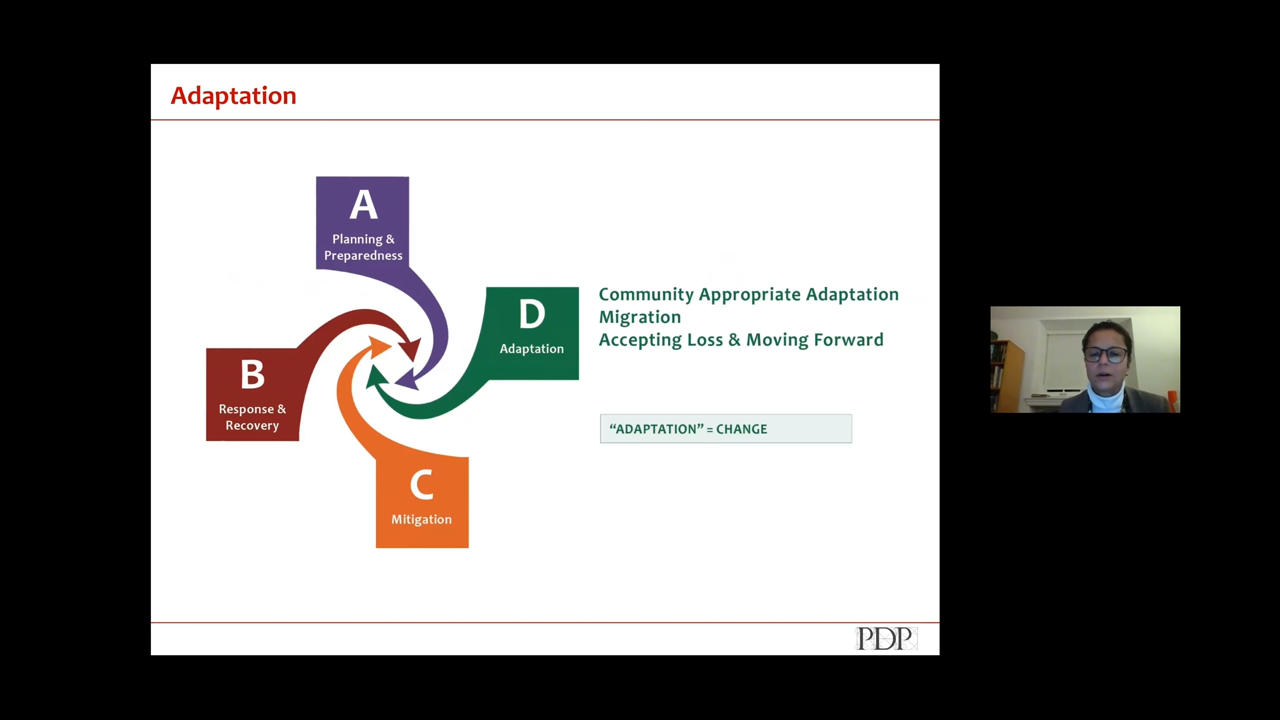 Adaptation
A
Planning &
Preparedness
B
Response &
Recovery
C
Mitigation
D
Adaptation
Community Appropriate Adaptation
Migration
Accepting Loss & Moving Forward
“ADAPTATION” = CHANGE
PDP